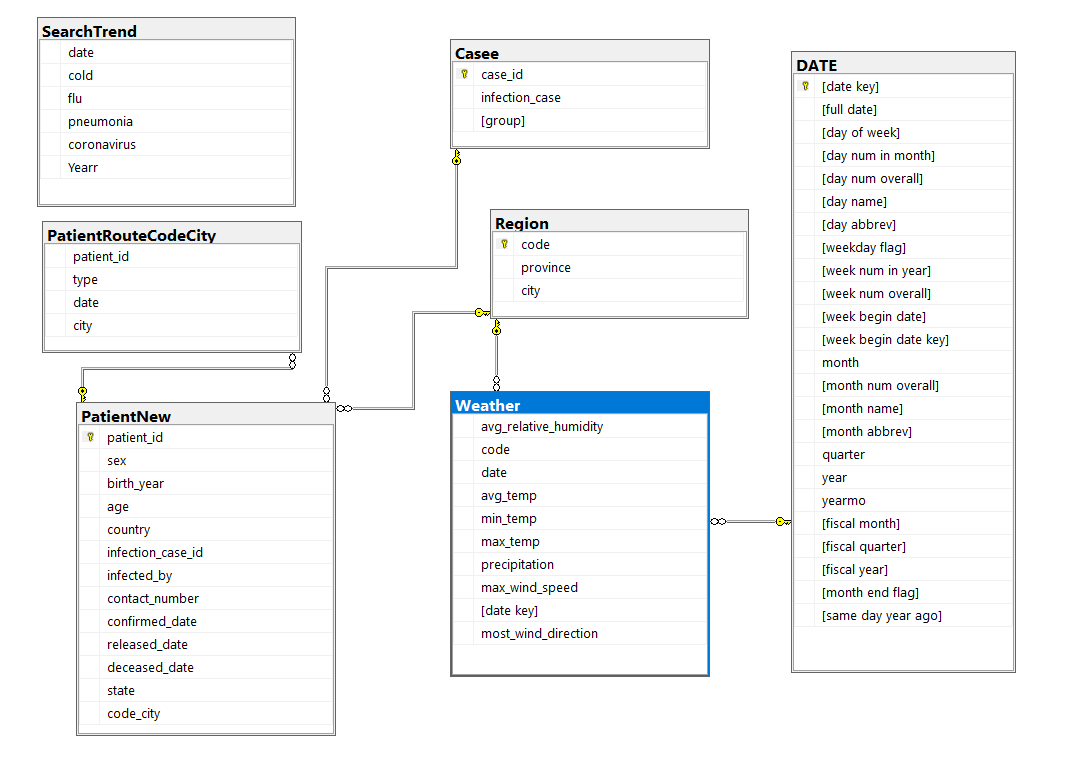 SearchTrend
date
cold
flu
pneumonia
coronavirus
Yearr
PatientRouteCodeCity
patient_id
type
date
city
PatientNew
patient_id
sex
birth_year
age
country
infection_case_id
infected_by
contact_number
confirmed_date
released_date
deceased_date
state
code_city
Casee
case_id
infection_case
[group]
Region
code
province
city
Weather
avg_relative_humidity
code
date
avg_temp
min_temp
max_temp
precipitation
max_wind_speed
[date key]
most_wind_direction
DATE
[date key]
[full date]
[day of week]
[day num in month]
[day num overall]
[day name]
[day abbrev]
[weekday flag]
[week num in year]
[week num overall]
[week begin date]
[week begin date key]
month
[month num overall]
[month name]
[month abbrev]
quarter
year
yearmo
[fiscal month]
[fiscal quarter]
[fiscal year]
[month end flag]
[same day year ago]